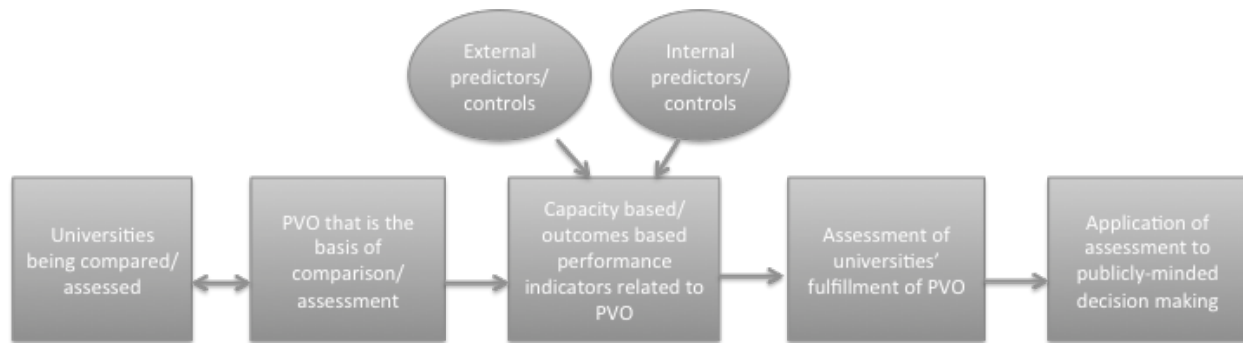 External
predictors/
controls
Internal
predictors/
controls
Universities
being compared/
assessed
PVO that is the
basis of
comparison/
assessment
Capacity based/
outcomes based
performance
indicators related to
PVO
Assessment of
universities’
fulfillment of PVO
Application of
assessment to
publicly-minded
decision making